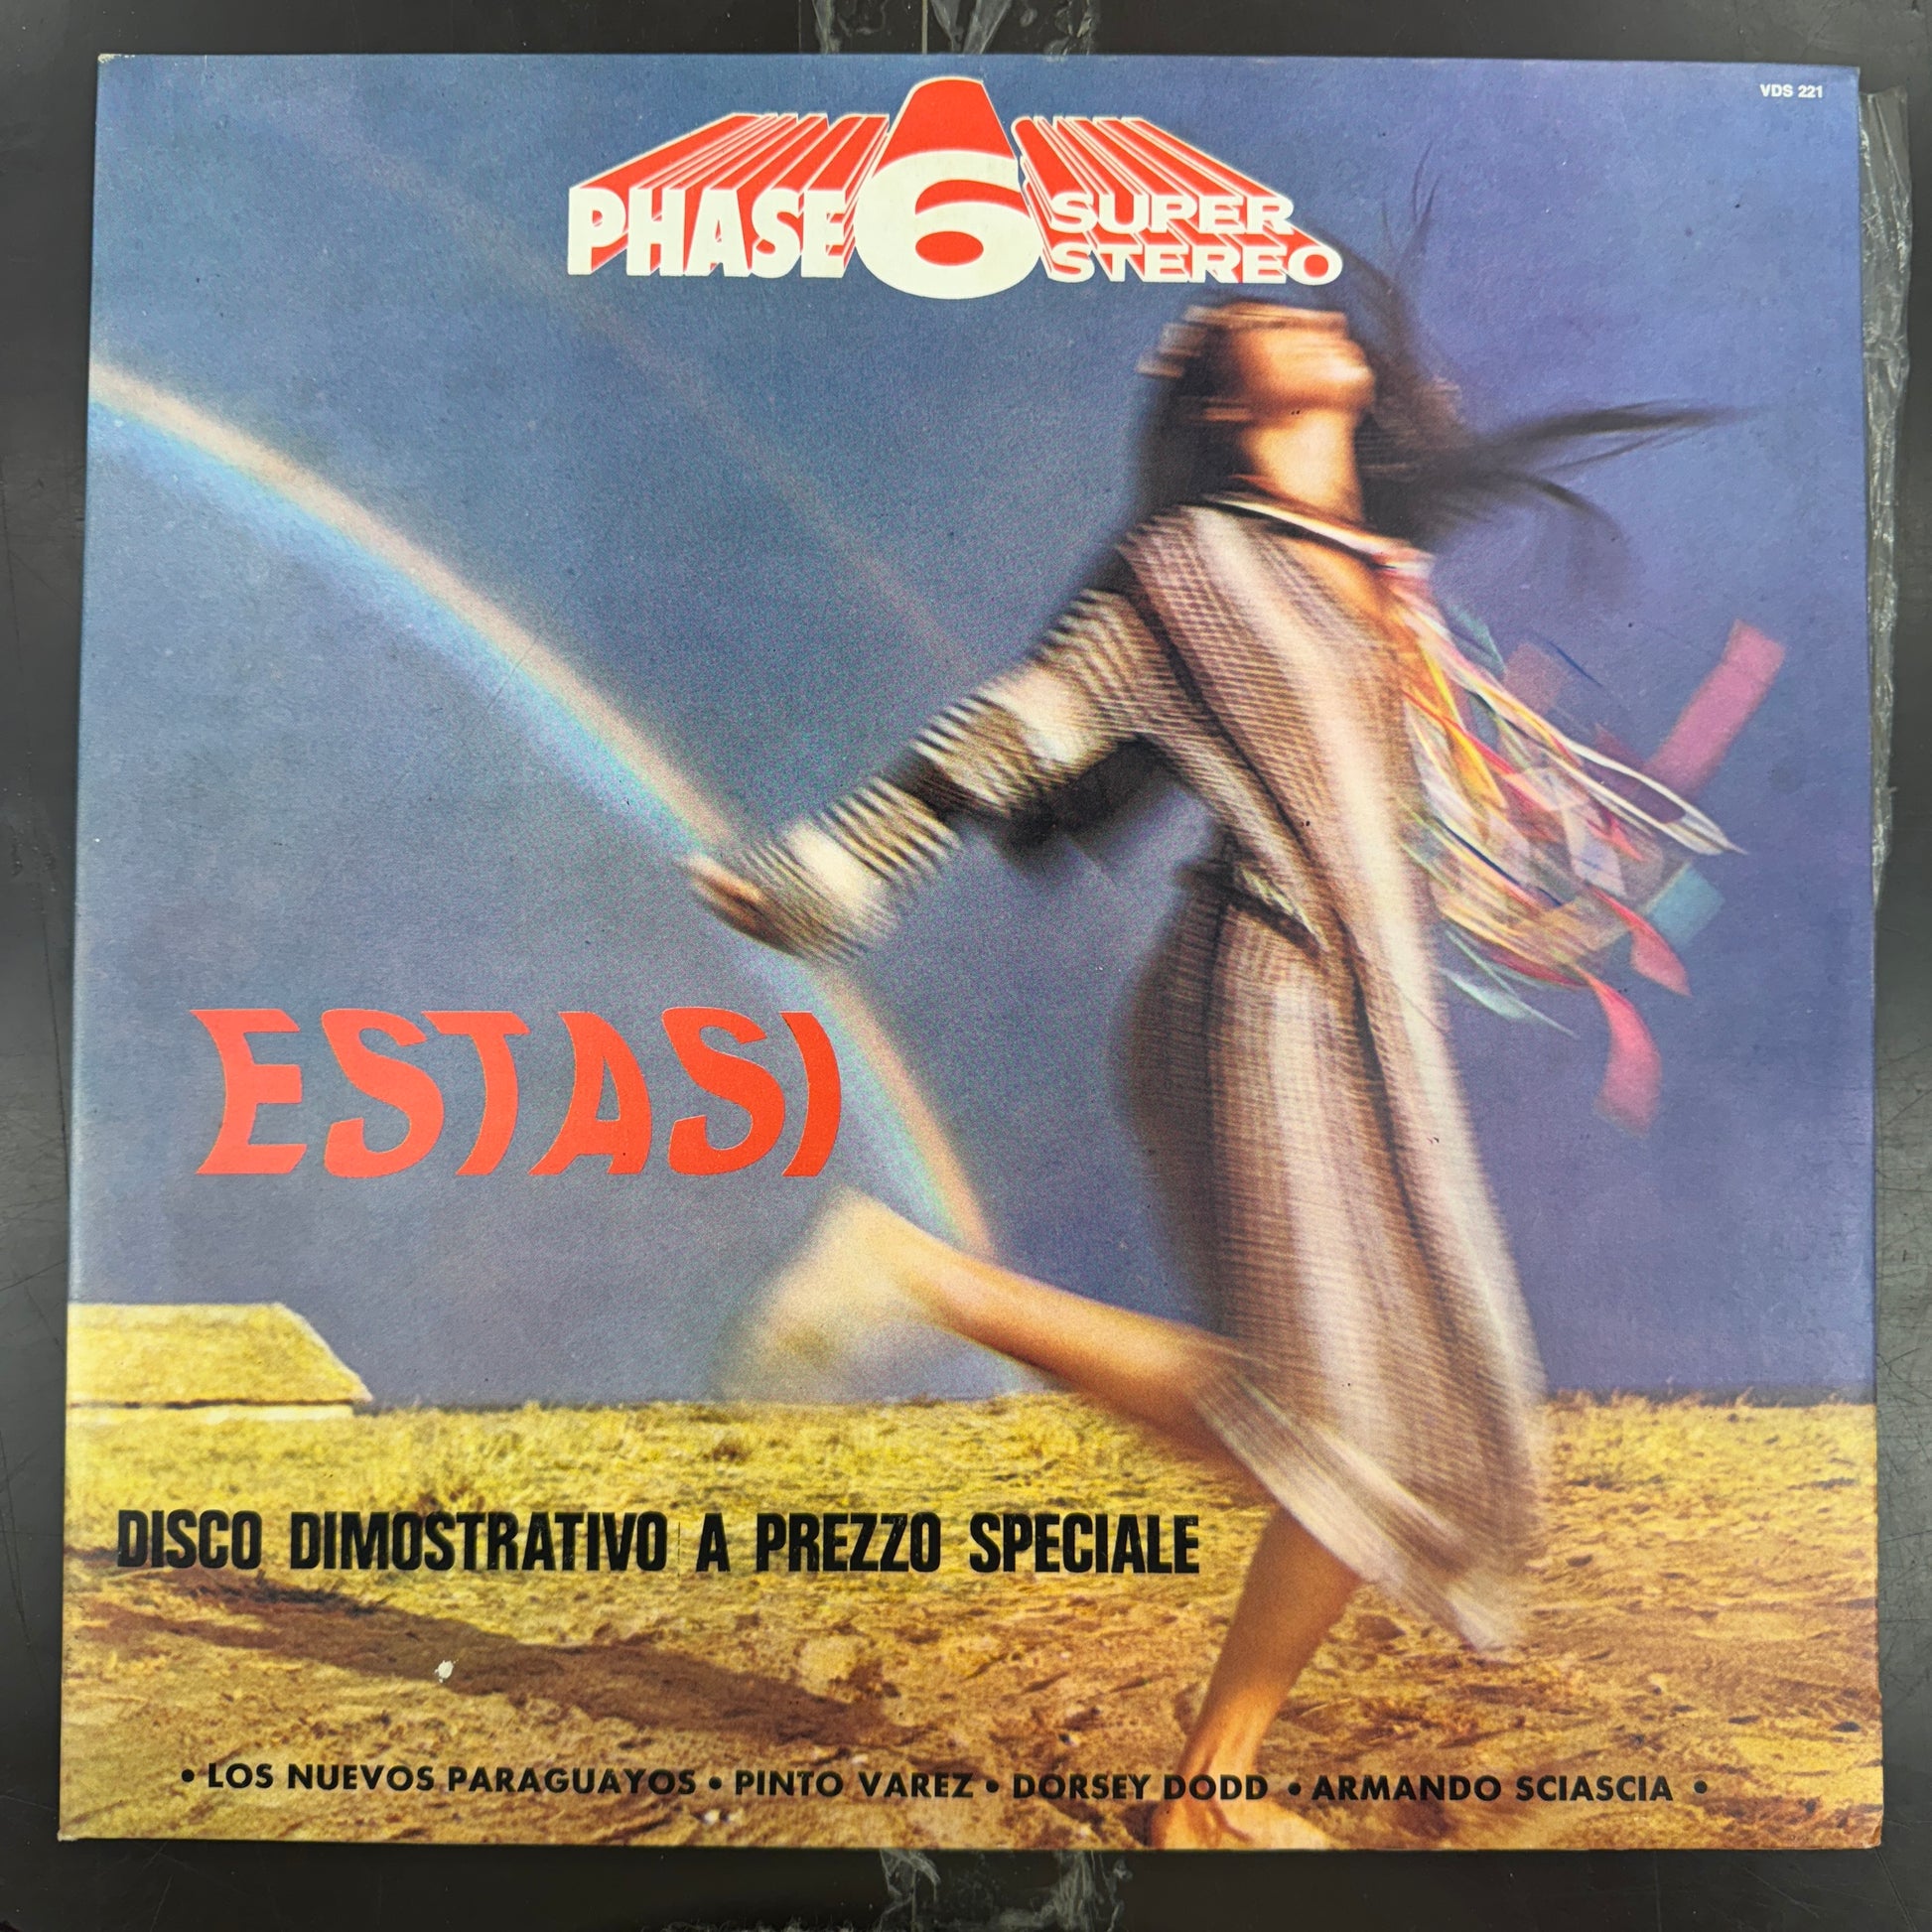 VDS 221
PHASE 6 SUPER STEREO
ESTASI
DISCO DIMOSTRATIVO A PREZZO SPECIALE
• LOS NUEVOS PARAGUAYOS • PINTO VAREZ • DORSEY DODD • ARMANDO SCIASCIA •